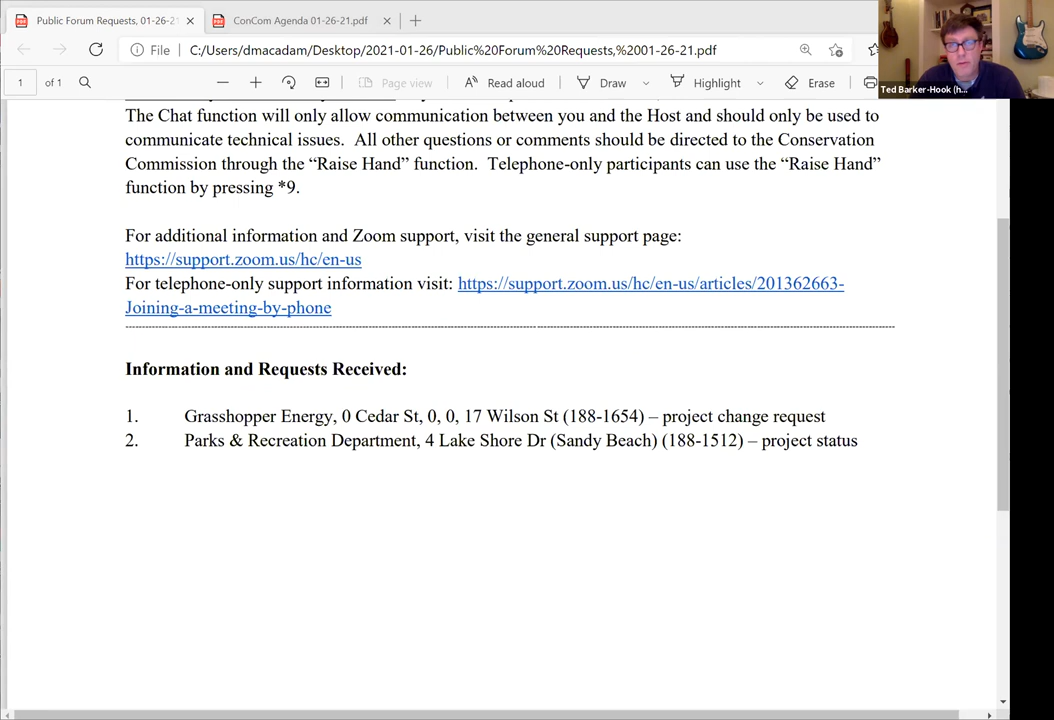 Public Forum Requests, 01-26-21
ConCom Agenda 01-26-21.pdf
File
C:/Users/dmacadam/Desktop/2021-01-26/Public%20Forum%20Requests,%2001-26-21.pdf
1 of 1
Page view
Read aloud
Draw
Highlight
Erase
Ted Barker-Hook (h...
The Chat function will only allow communication between you and the Host and should only be used to
communicate technical issues. All other questions or comments should be directed to the Conservation
Commission through the “Raise Hand” function. Telephone-only participants can use the “Raise Hand”
function by pressing *9.
For additional information and Zoom support, visit the general support page:
https://support.zoom.us/hc/en-us
For telephone-only support information visit: https://support.zoom.us/hc/en-us/articles/201362663-
Joining-a-meeting-by-phone
Information and Requests Received:
1. Grasshopper Energy, 0 Cedar St, 0, 0, 17 Wilson St (188-1654) – project change request
2. Parks & Recreation Department, 4 Lake Shore Dr (Sandy Beach) (188-1512) – project status